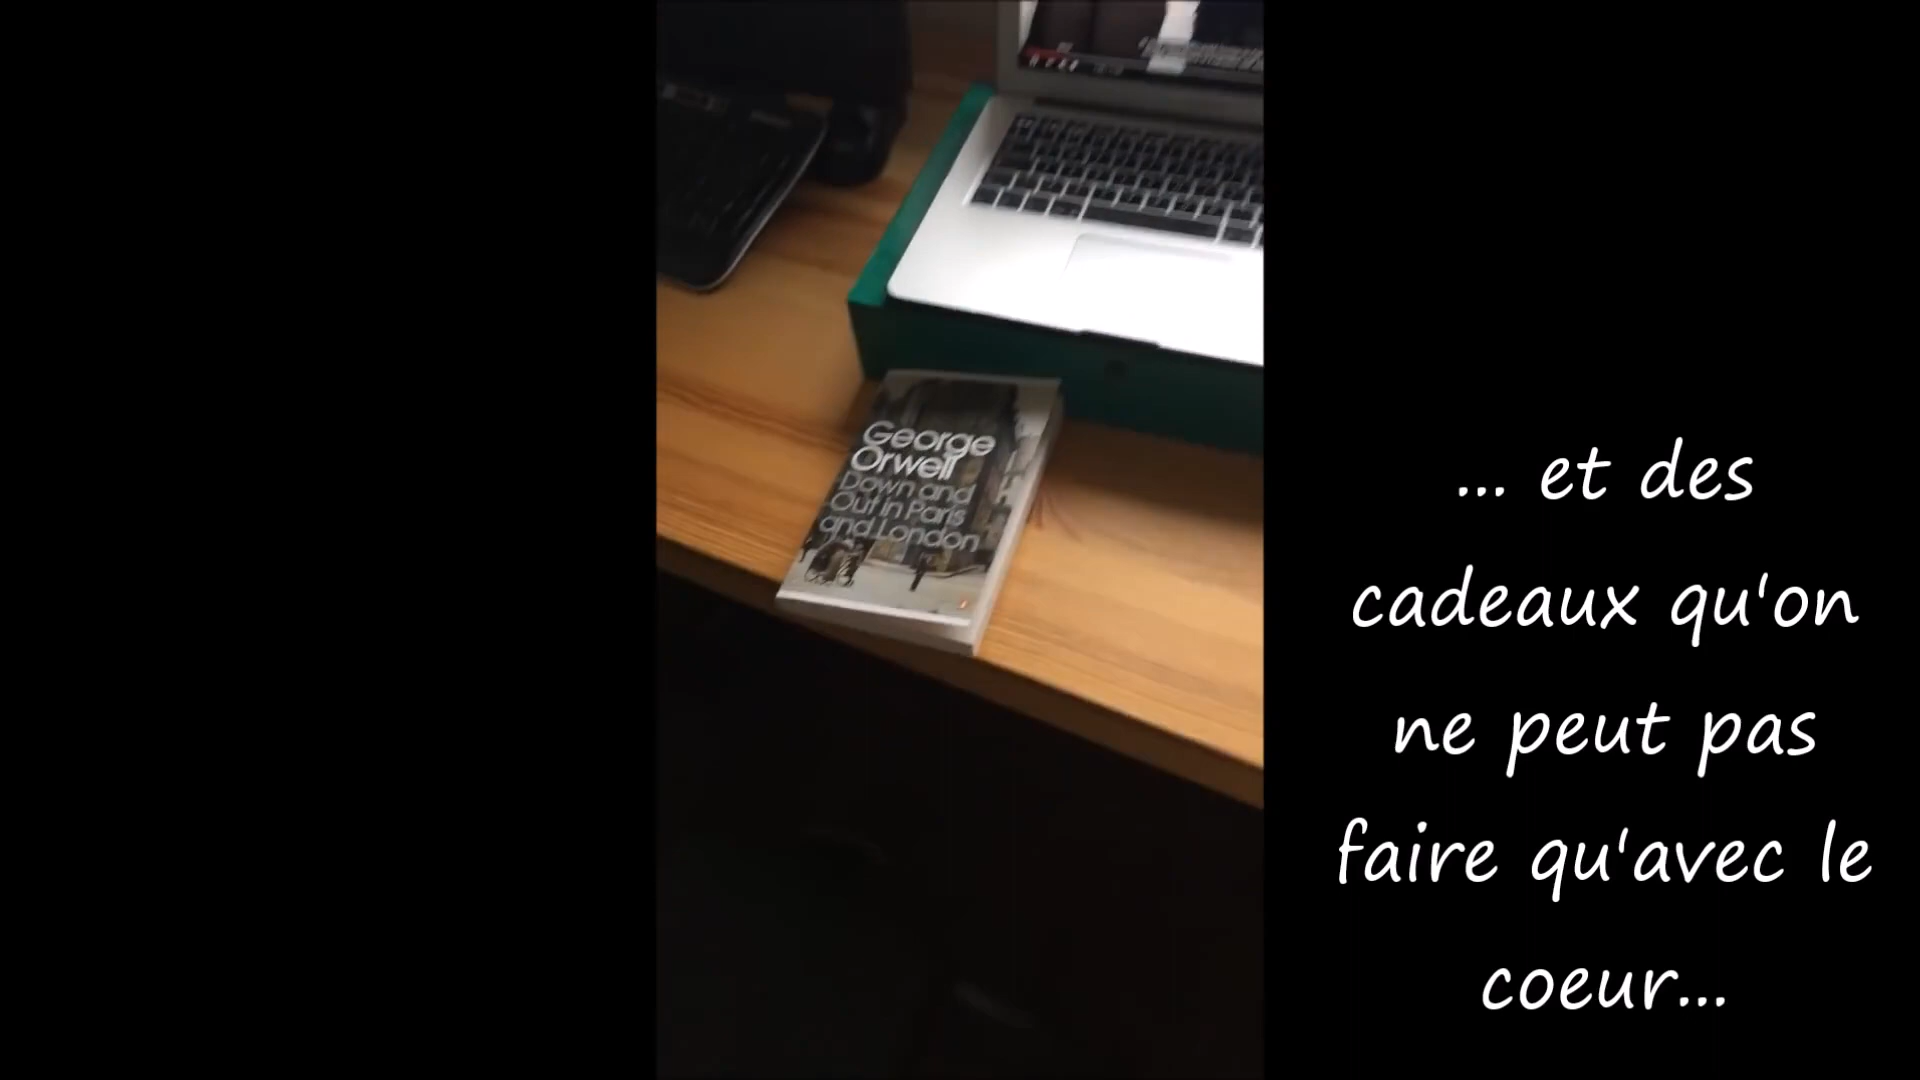 George
Orwell
Down and
Out in Paris
and London
... et des
cadeaux qu'on
ne peut pas
faire qu'avec le
coeur...